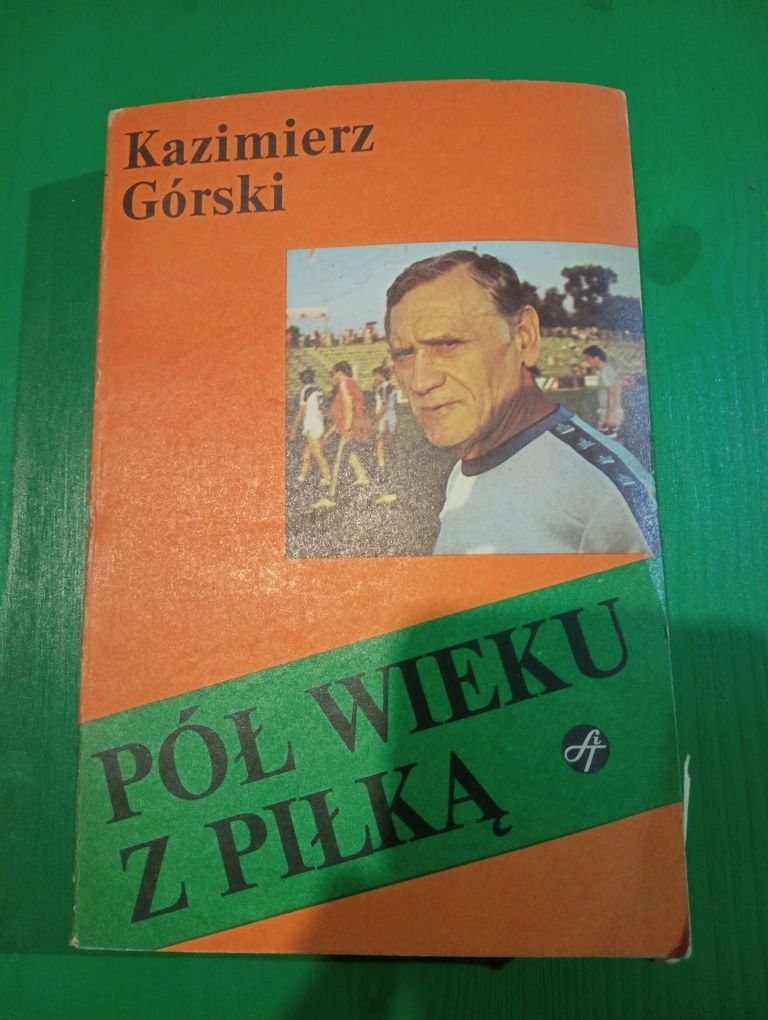 Kazimierz
Górski
PÓŁ WIEKU
Z PIŁKĄ